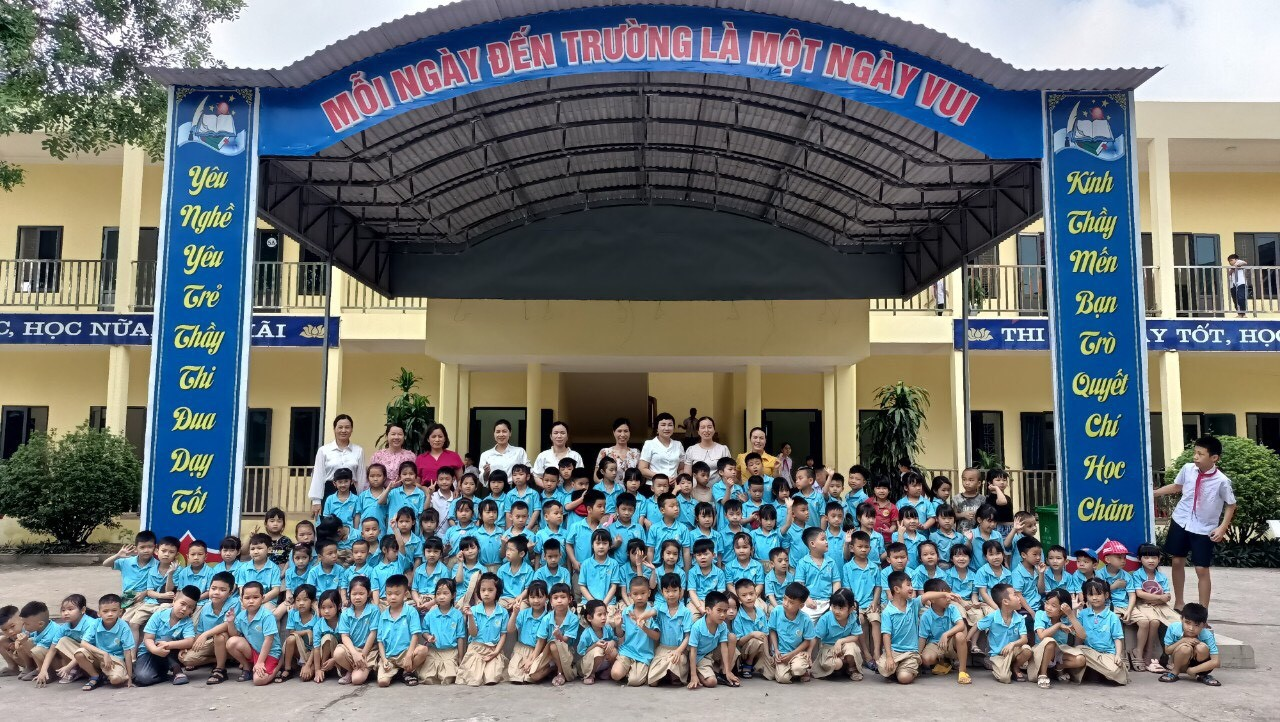 MỖI NGÀY ĐẾN TRƯỜNG LÀ MỘT NGÀY VUI
Yêu
Nghề
Yêu
Trẻ
Thầy
Thi
Đua
Dạy
Tốt
Kính
Thầy
Mến
Bạn
Trò
Quyết
Chí
Học
Chăm
, HỌC NỮA,
THI
TỐT, HỌC